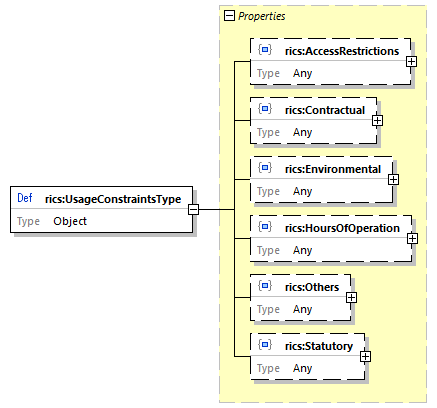 Properties
rics:AccessRestrictions
Type Any
rics:Contractual
Type Any
rics:Environmental
Type Any
Def rics:UsageConstraintsType
Type Object
rics:HoursOfOperation
Type Any
rics:Others
Type Any
rics:Statutory
Type Any